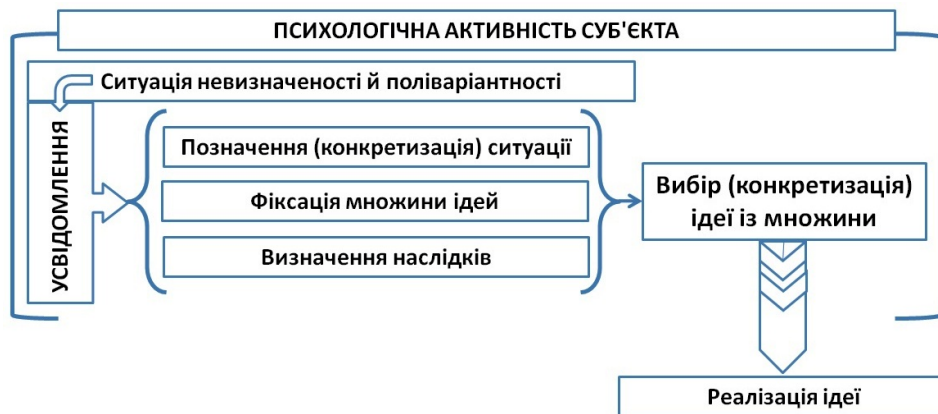 ПСИХОЛОГІЧНА АКТИВНІСТЬ СУБ'ЄКТА
Ситуація невизначеності й поліваріантності
УСВІДОМЛЕННЯ
Позначення (конкретизація) ситуації
Фіксація множини ідей
Визначення наслідків
Вибір (конкретизація)
ідеї із множини
Реалізація ідеї